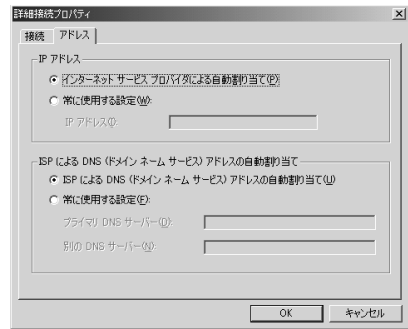 詳細接続プロパティ
接続 アドレス
IP アドレス
インターネット サービス プロバイダによる自動割り当て(P)
常に使用する設定(W):
IP アドレス(I):
ISP による DNS (ドメイン ネーム サービス) アドレスの自動割り当て
ISP による DNS (ドメイン ネーム サービス) アドレスの自動割り当て(U)
常に使用する設定(F):
プライマリ DNS サーバー(D):
別の DNS サーバー(N):
OK キャンセル